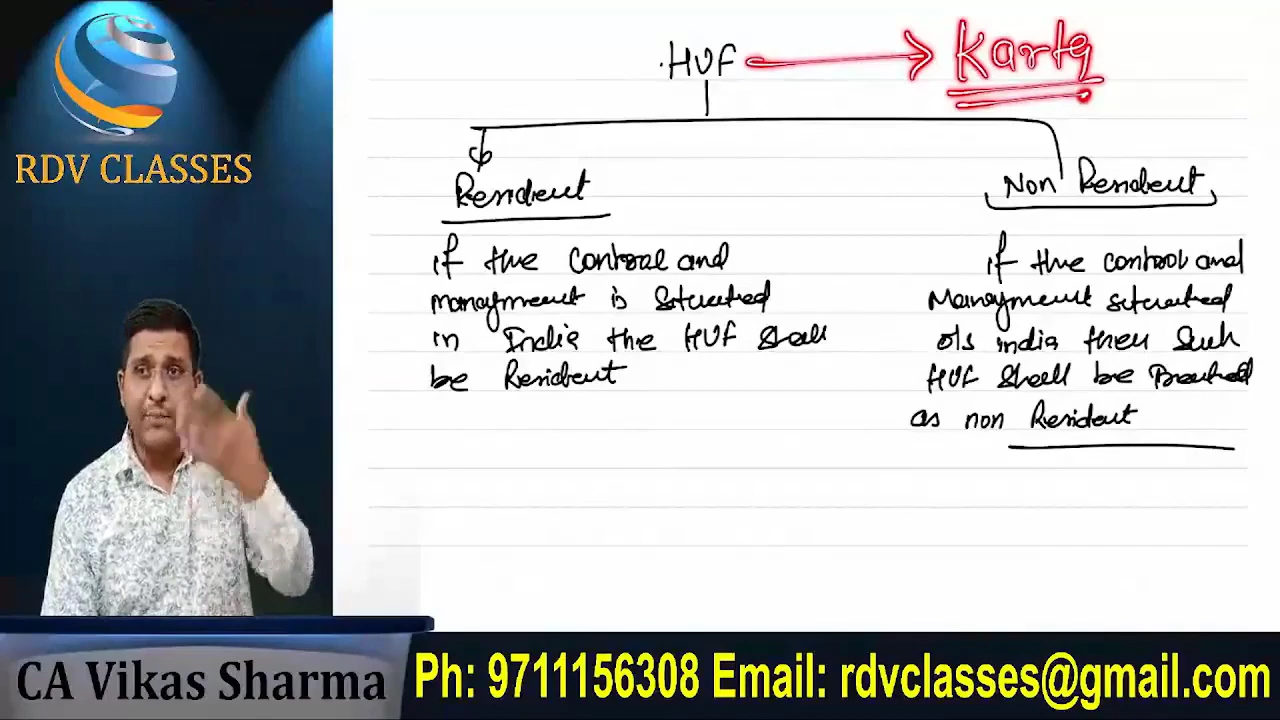 HUF → Karta
RDV CLASSES
Resident
Non Resident
if the control and
management is situated
in India the HUF shall
be Resident
if the control and
Management situated
o/s india then such
HUF shall be treated
as non Resident
CA Vikas Sharma
Ph: 9711156308 Email: rdvclasses@gmail.com